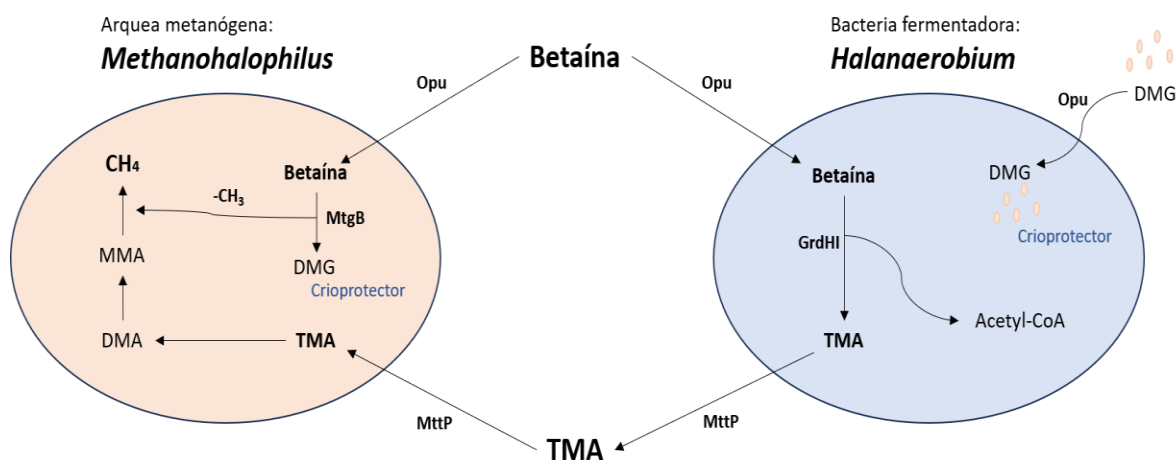 Arquea metanógena:
Methanohalophilus
Bacteria fermentadora:
Halanaerobium
Betaína
Opu
Opu
Opu
DMG
CH₄
Betaína
-CH₃
MtgB
MMA
DMG
Crioprotector
DMA
TMA
Betaína
DMG
Crioprotector
GrdHI
Acetyl-CoA
TMA
MttP
MttP
TMA